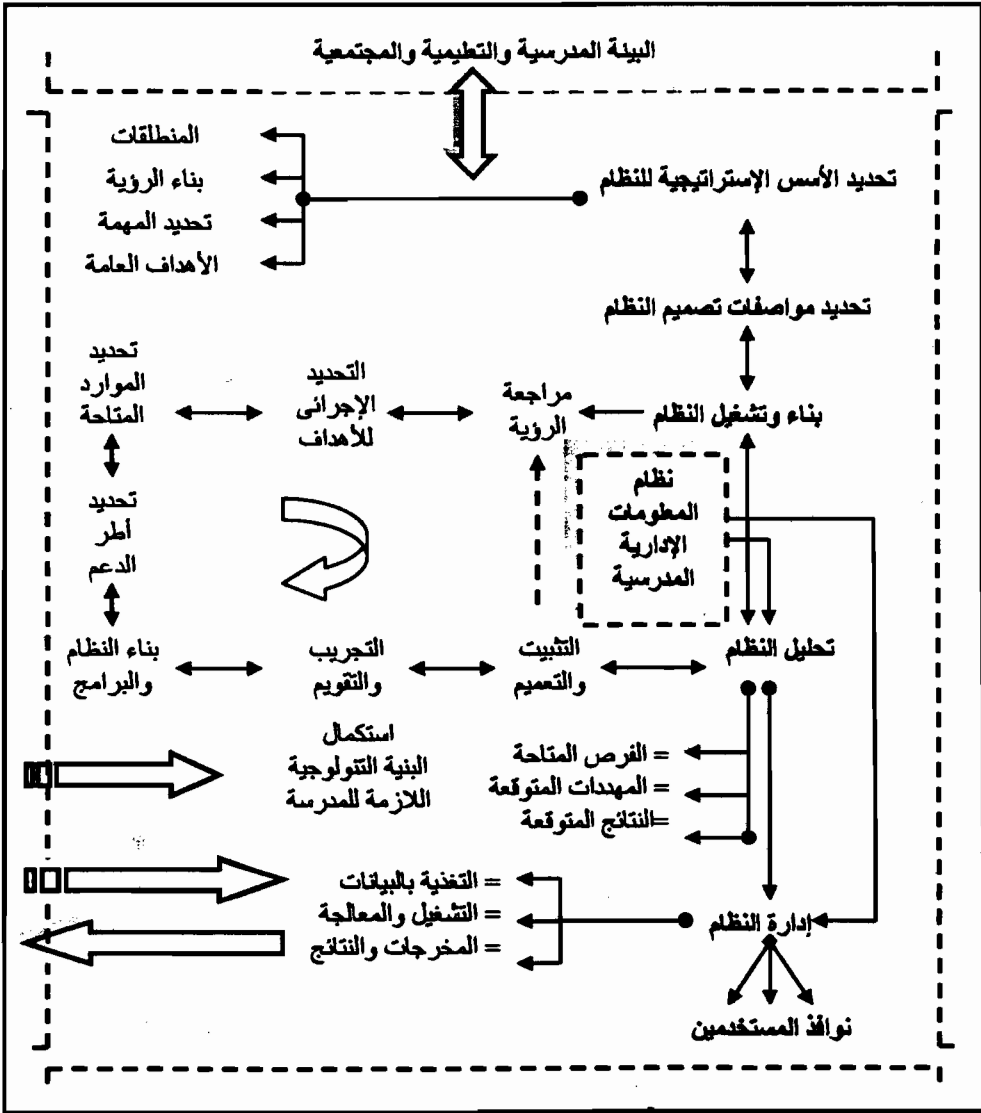 البيئة المدرسية والتعليمية والمجتمعية
تحديد الأسس الإستراتيجية للنظام
المنطلقات
بناء الرؤية
تحديد المهمة
الأهداف العامة
تحديد مواصفات تصميم النظام
بناء وتشغيل النظام
مراجعة
الرؤية
التحديد
الإجرائى
للأهداف
تحديد
الموارد
المتاحة
تحديد
أطر
الدعم
نظام
المعلومات
الإدارية
المدرسية
تحليل النظام
التثبيت
والتعميم
التجريب
والتقويم
بناء النظام
والبرامج
استكمال
البنية التنولوجية
اللازمة للمدرسة
= الفرص المتاحة
= المهددات المتوقعة
=النتائج المتوقعة
إدارة النظام
= التغذية بالبيانات
= التشغيل والمعالجة
= المخرجات والنتائج
نوافذ المستخدمين